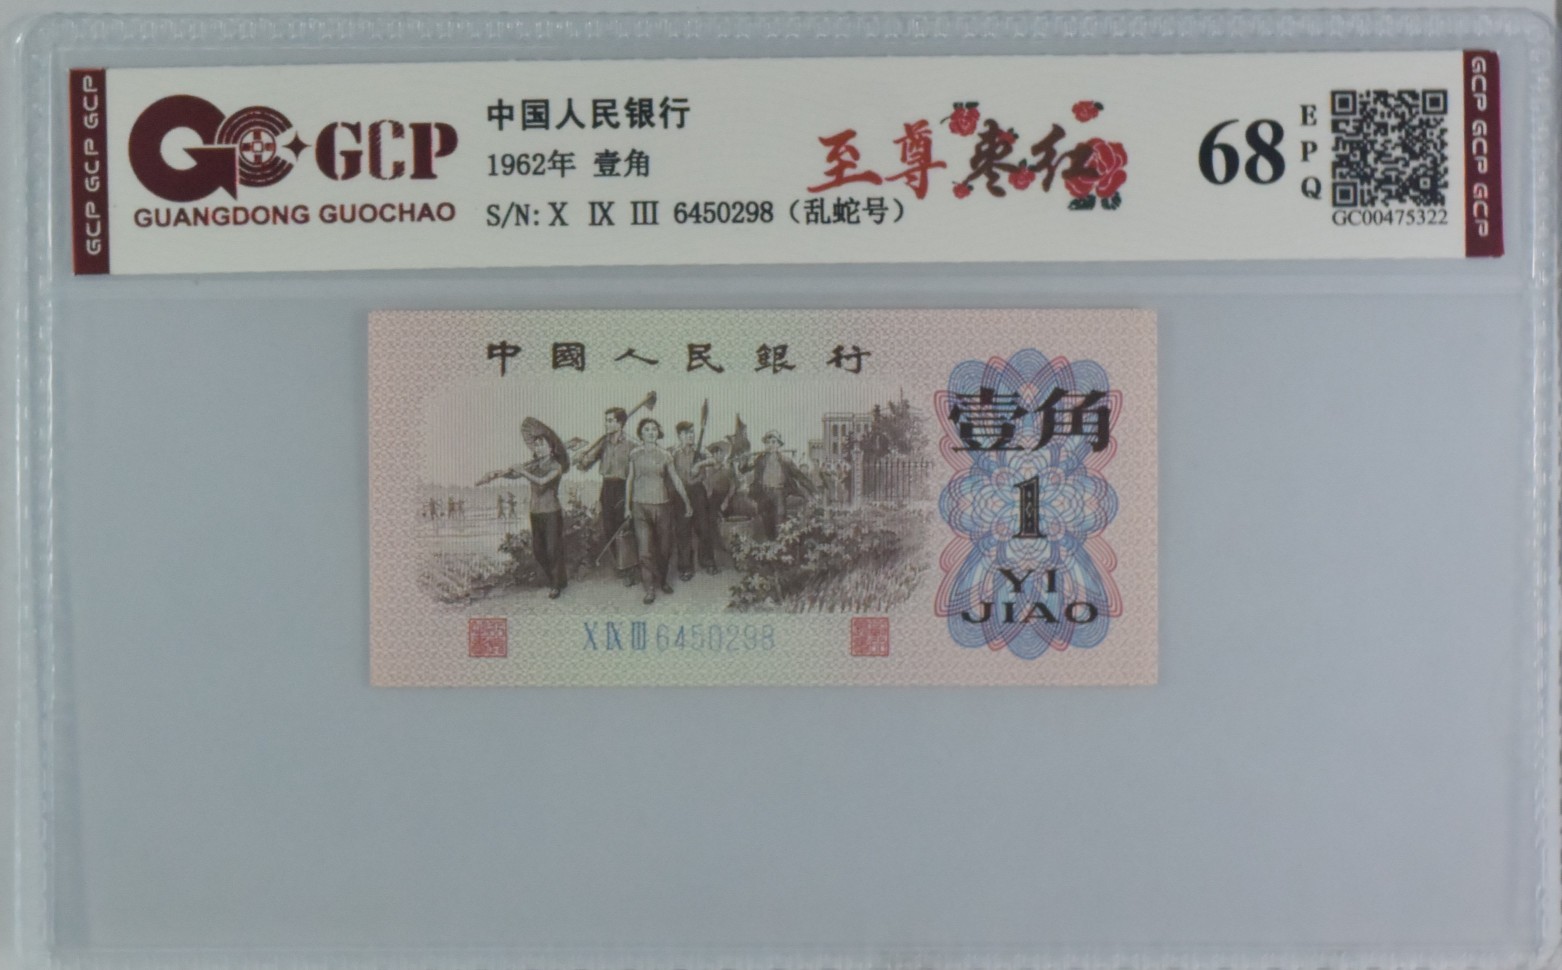 GCP GCP GCP
GCP
GUANGDONG GUOCHAO
中国人民银行
1962年 壹角
S/N: X IX III 6450298（乱蛇号）
至尊枣红
68
EPQ
GC00475322
GCP GCP GCP
中國人民銀行
壹角
1
YI
JIAO
X IX III 6450298